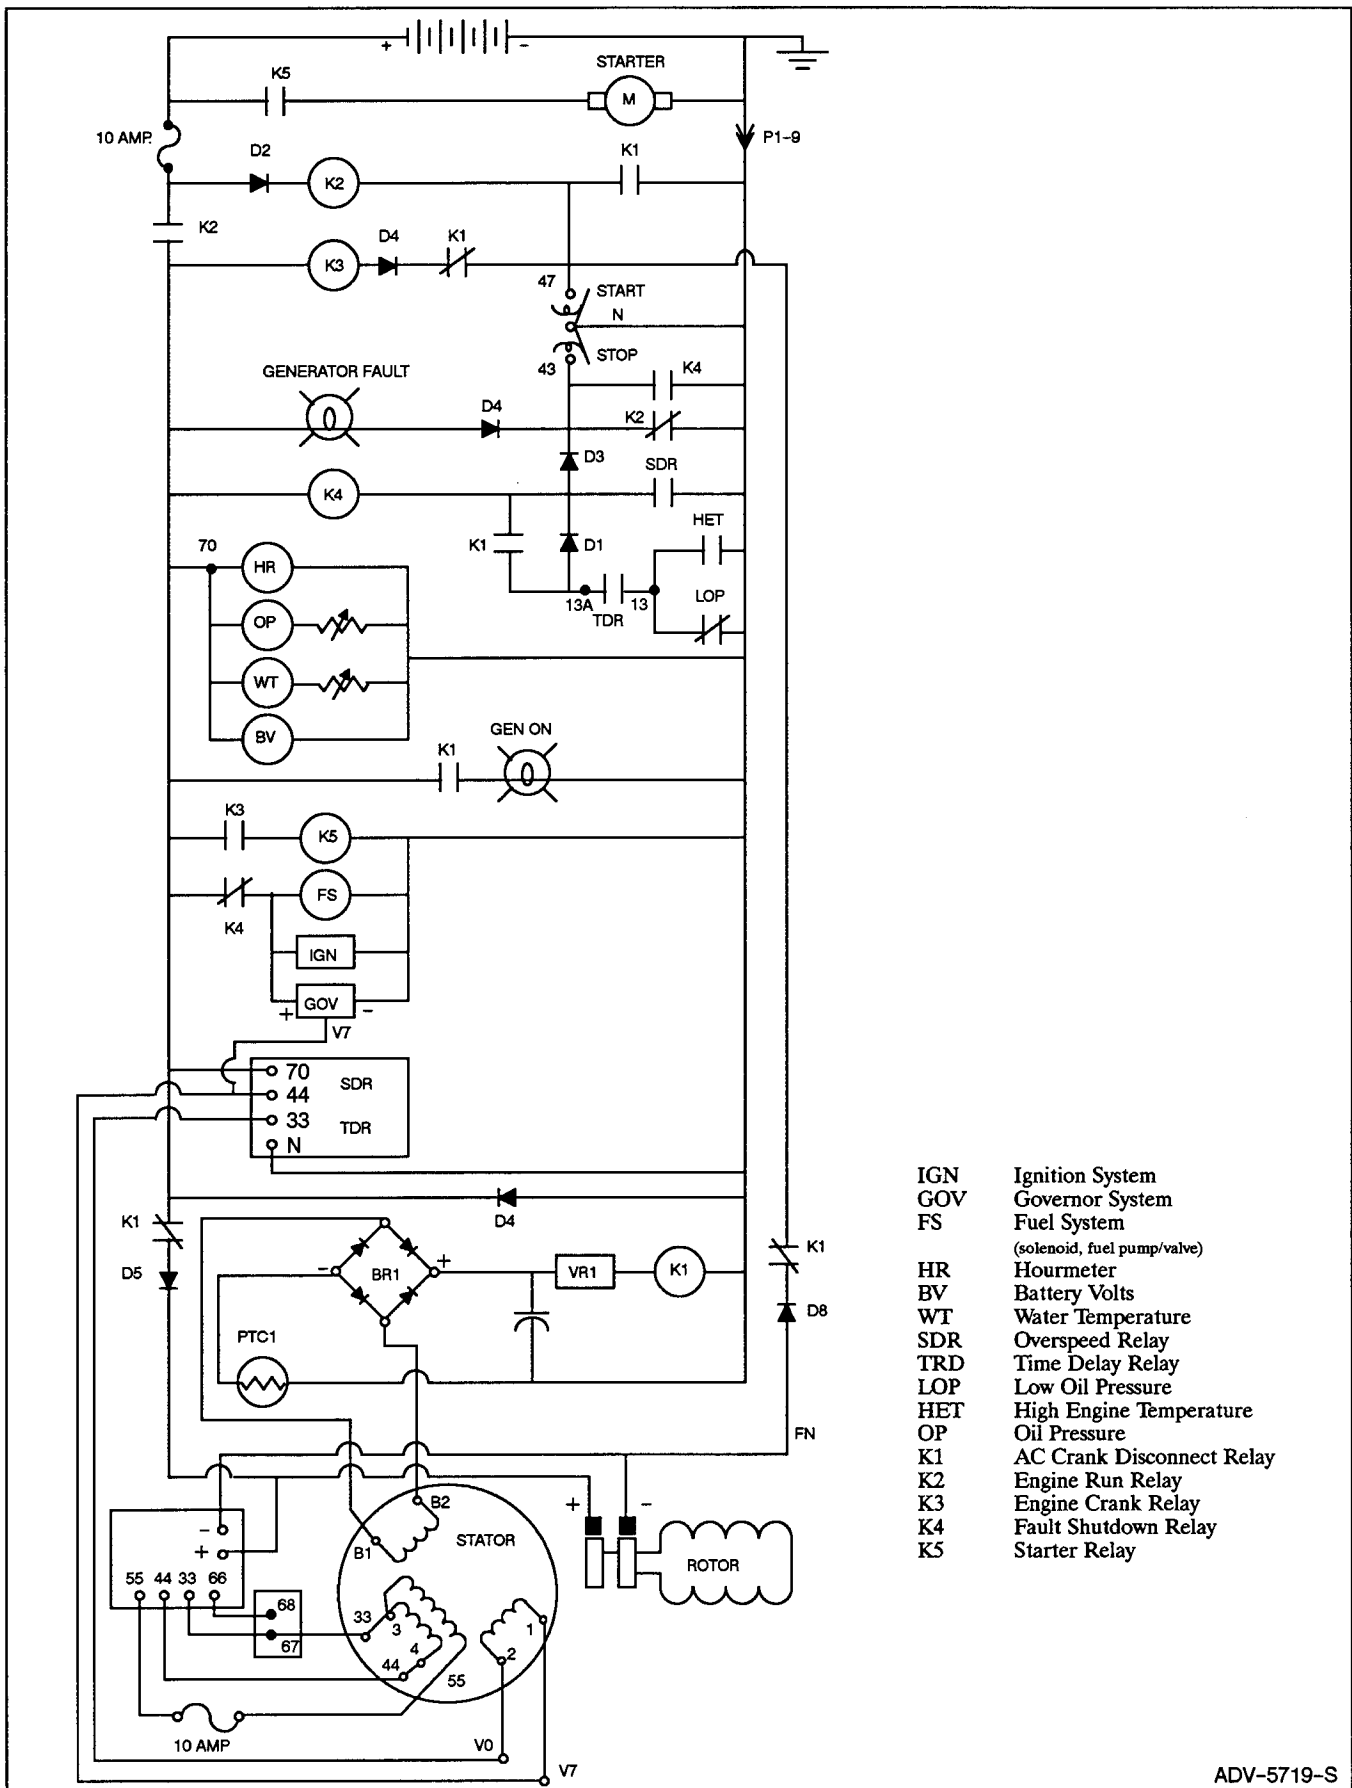 + -
STARTER
K5
M
10 AMP.
P1-9
D2
K1
K2
K2
D4
K1
K3
47
START
N
STOP
43
GENERATOR FAULT
K4
D4
K2
D3
SDR
K4
HET
K1
D1
70
HR
13A
13
LOP
TDR
OP
WT
GEN ON
BV
K1
K3
K5
FS
K4
IGN
GOV
+ -
V7
70
SDR
44
33
TDR
N
IGN Ignition System
GOV Governor System
FS Fuel System
(solenoid, fuel pump/valve)
HR Hourmeter
BV Battery Volts
WT Water Temperature
SDR Overspeed Relay
TRD Time Delay Relay
LOP Low Oil Pressure
HET High Engine Temperature
OP Oil Pressure
K1 AC Crank Disconnect Relay
K2 Engine Run Relay
K3 Engine Crank Relay
K4 Fault Shutdown Relay
K5 Starter Relay
K1
D4
K1
- BR1 +
VR1
K1
D5
D8
PTC1
FN
+ -
B2
STATOR
B1
-
+
ROTOR
55 44 33 66
68
67
33
3
1
4
2
44
55
10 AMP
V0
V7
ADV-5719-S